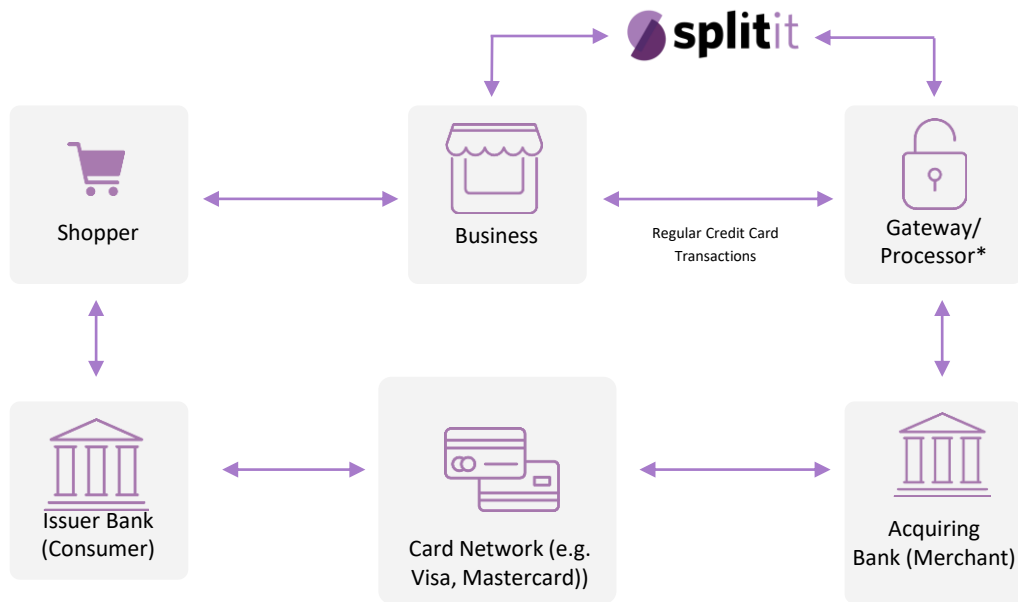 splitit
Shopper
Business
Regular Credit Card
Transactions
Gateway/
Processor*
Issuer Bank
(Consumer)
Card Network (e.g.
Visa, Mastercard))
Acquiring
Bank (Merchant)